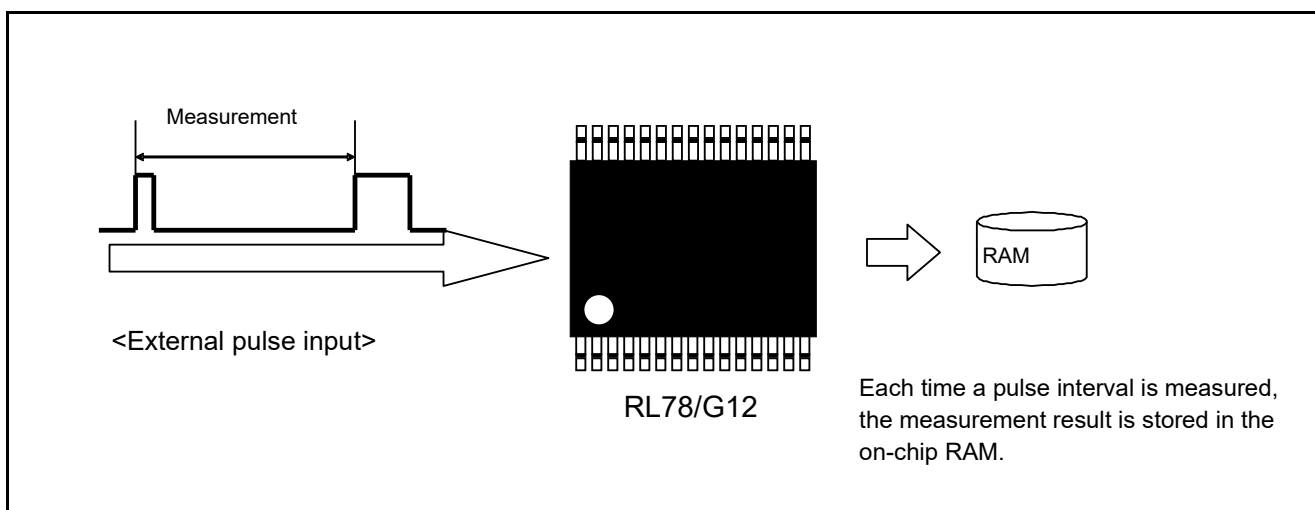 Measurement
<External pulse input>
RL78/G12
RAM
Each time a pulse interval is measured,
the measurement result is stored in the
on-chip RAM.